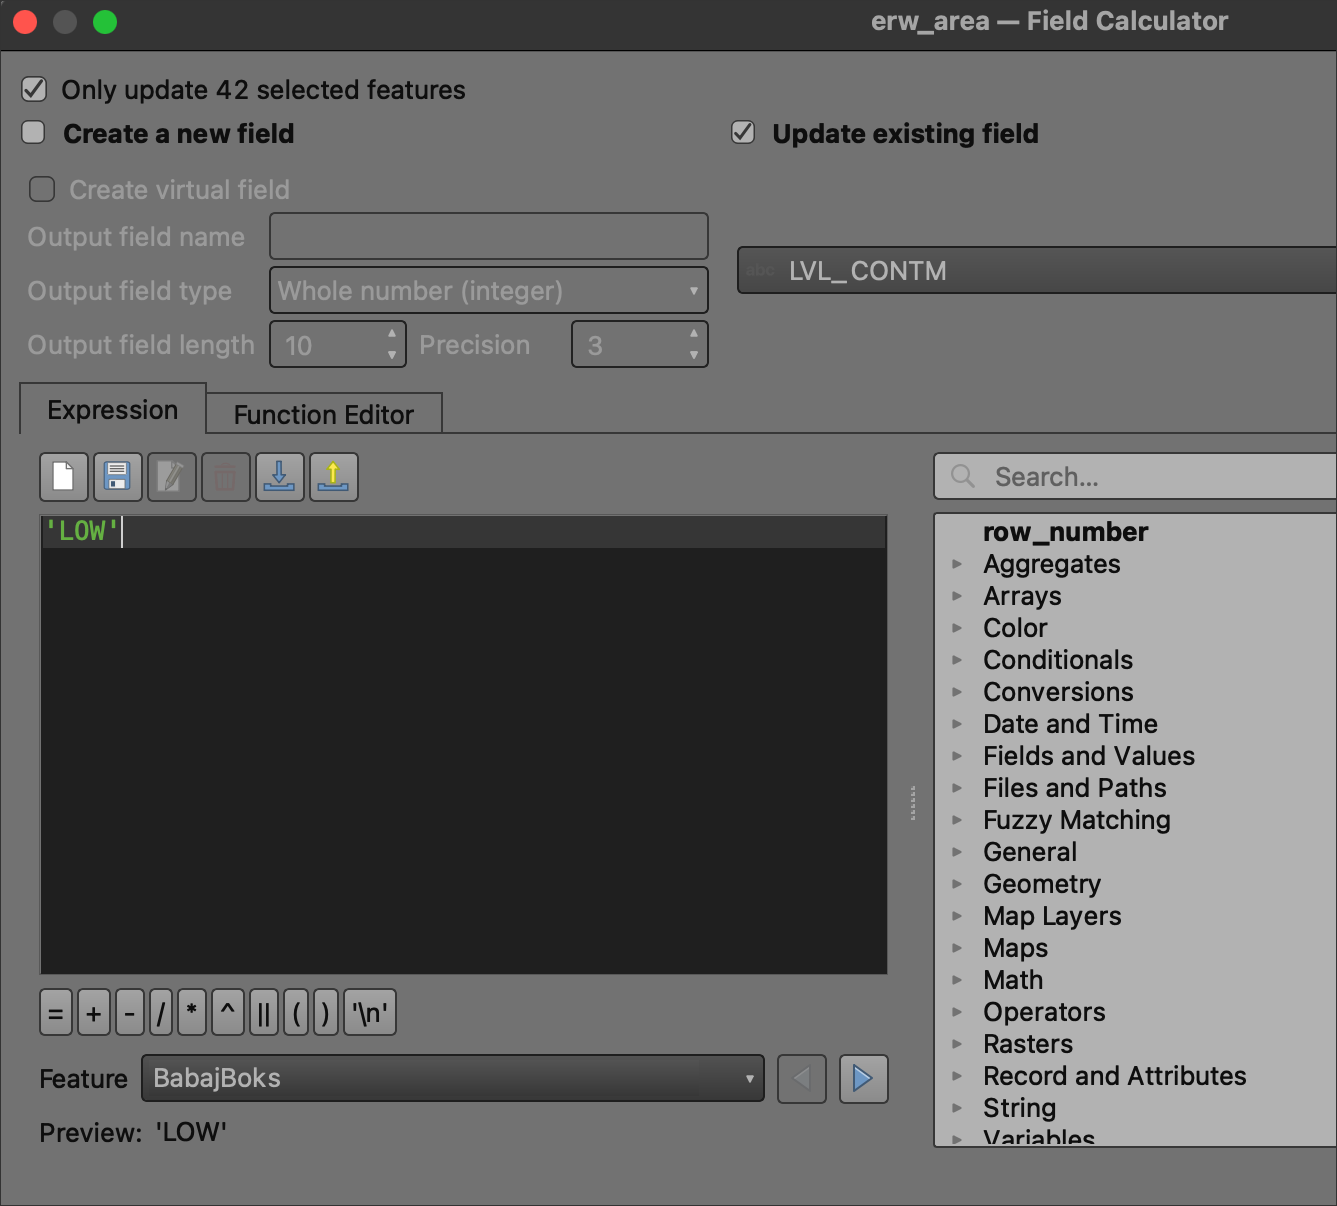 erw_area — Field Calculator
Only update 42 selected features
Create a new field
Update existing field
Create virtual field
Output field name
abc LVL_CONTM
Output field type
Whole number (integer)
Output field length
10
Precision
3
Expression
Function Editor
'LOW'
= + - / * ^ || ( ) '\n'
Feature
BabajBoks
Preview: 'LOW'
Search...
row_number
Aggregates
Arrays
Color
Conditionals
Conversions
Date and Time
Fields and Values
Files and Paths
Fuzzy Matching
General
Geometry
Map Layers
Maps
Math
Operators
Rasters
Record and Attributes
String
Variables